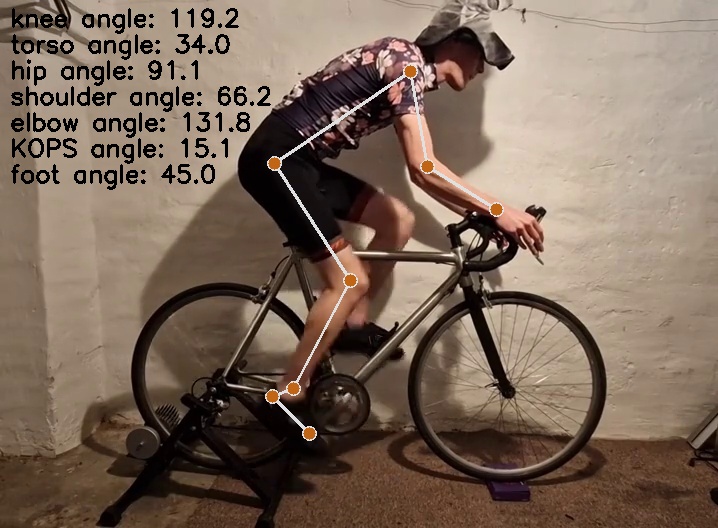 knee angle: 119.2
torso angle: 34.0
hip angle: 91.1
shoulder angle: 66.2
elbow angle: 131.8
KOPS angle: 15.1
foot angle: 45.0